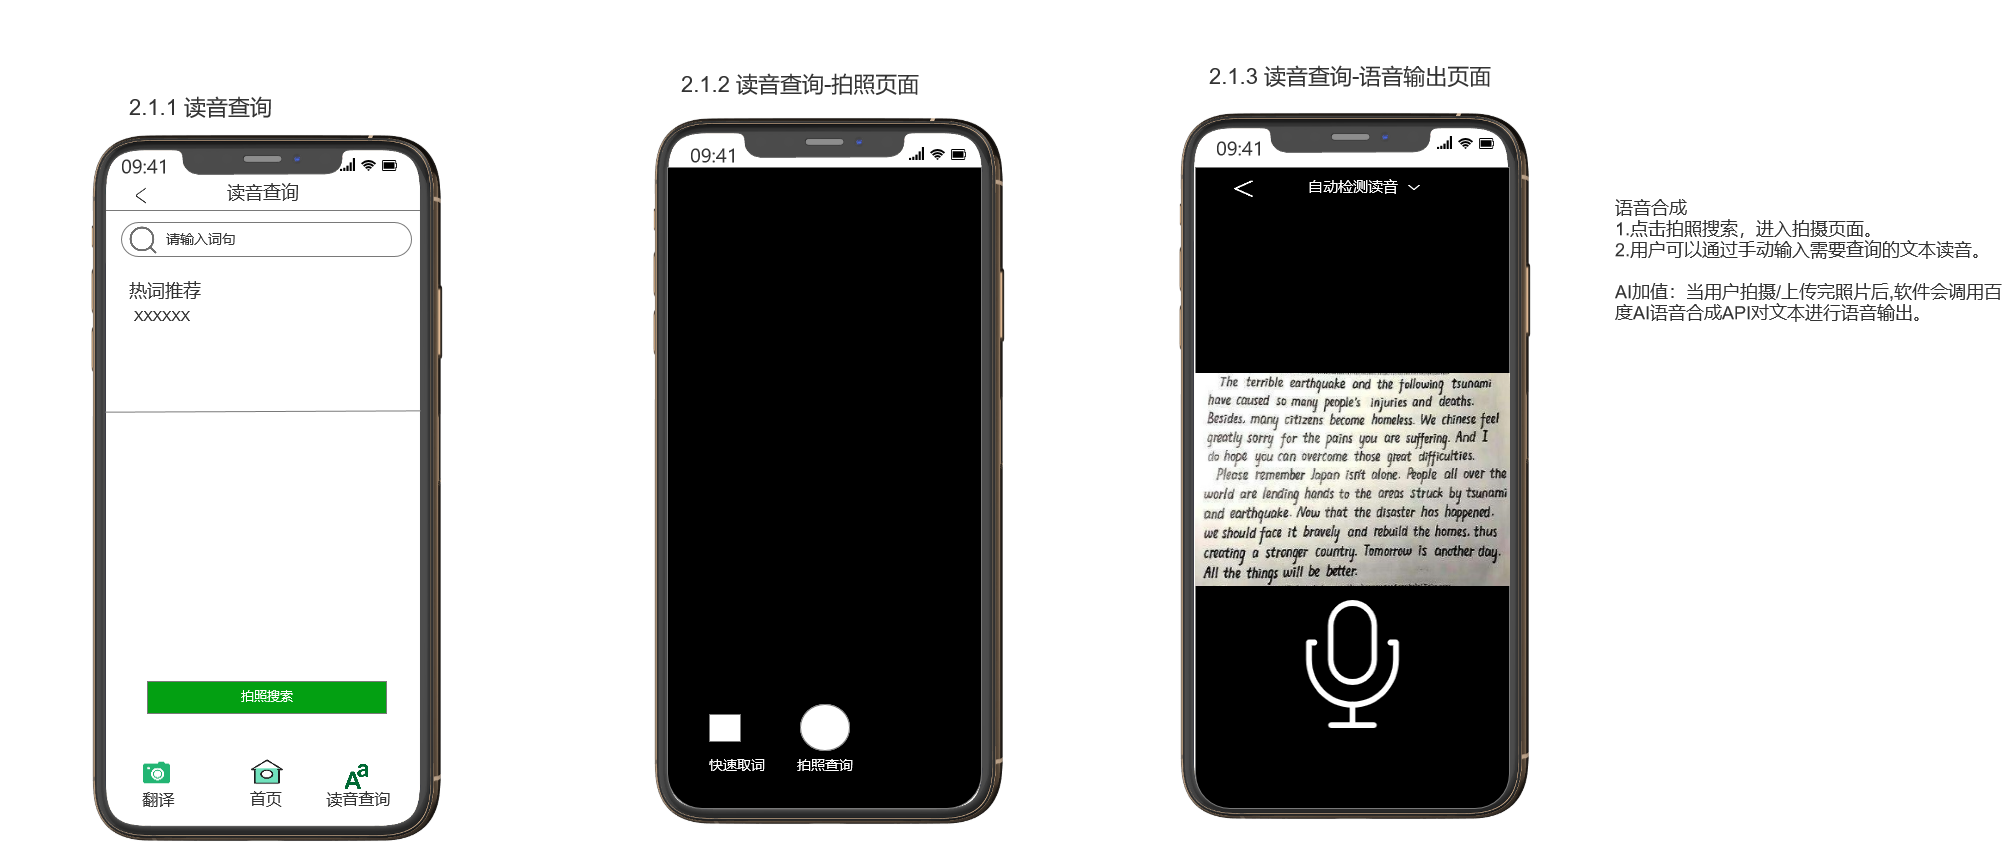 2.1.1 读音查询
09:41
读音查询
请输入词句
热词推荐
xxxxxx
拍照搜索
翻译
首页
Aa
读音查询
2.1.2 读音查询-拍照页面
09:41
快速取词
拍照查询
2.1.3 读音查询-语音输出页面
09:41
自动检测读音
The terrible earthquake and the following tsunami
have caused so many people's injuries and deaths.
Besides, many citizens become homeless. We chinese feel
greatly sorry for the pains you are suffering. And I
do hope you can overcome those great difficulties.
Please remember Japan isn't alone. People all over the
world are lending hands to the areas struck by tsunami
and earthquake. Now that the disaster has happened.
we should face it bravely and rebuild the homes, thus
creating a stronger country. Tomorrow is another day.
All the things will be better.
语音合成
1.点击拍照搜索，进入拍摄页面。
2.用户可以通过手动输入需要查询的文本读音。
AI加值：当用户拍摄/上传完照片后,软件会调用百
度AI语音合成API对文本进行语音输出。